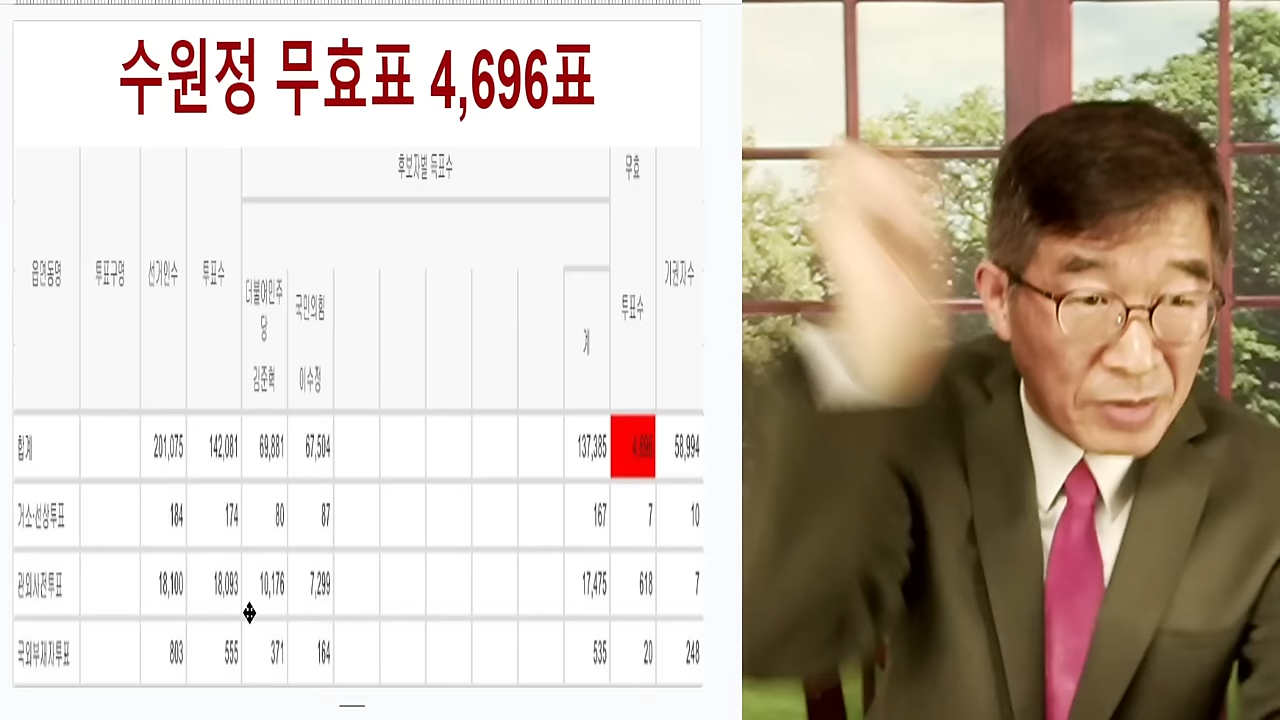 수원정 무효표 4,696표
후보자별 득표수
무효
읍면동명 투표구명 선거인수 투표수 기권자수
더불어민주
국민의힘
투표수
당
계
김준혁 이수정
합계 201,075 142,081 69,881 67,504 137,385 4,696 58,994
거소·선상투표 184 174 80 87 167 7 10
관외사전투표 18,100 18,093 10,176 7,299 17,475 618 7
국외부재자투표 803 555 371 164 535 20 248